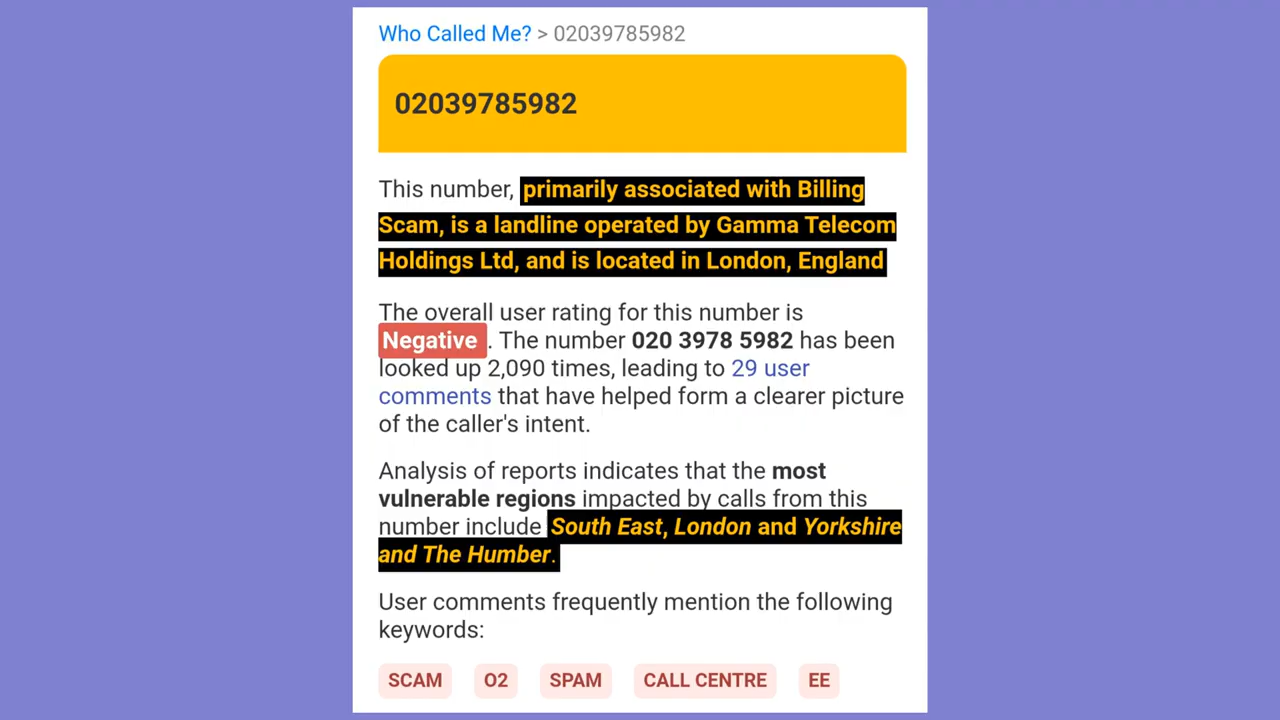 Who Called Me? > 02039785982
02039785982
This number, primarily associated with Billing
Scam, is a landline operated by Gamma Telecom
Holdings Ltd, and is located in London, England
The overall user rating for this number is
Negative . The number 020 3978 5982 has been
looked up 2,090 times, leading to 29 user
comments that have helped form a clearer picture
of the caller's intent.
Analysis of reports indicates that the most
vulnerable regions impacted by calls from this
number include South East, London and Yorkshire
and The Humber.
User comments frequently mention the following
keywords:
SCAM O2 SPAM CALL CENTRE EE